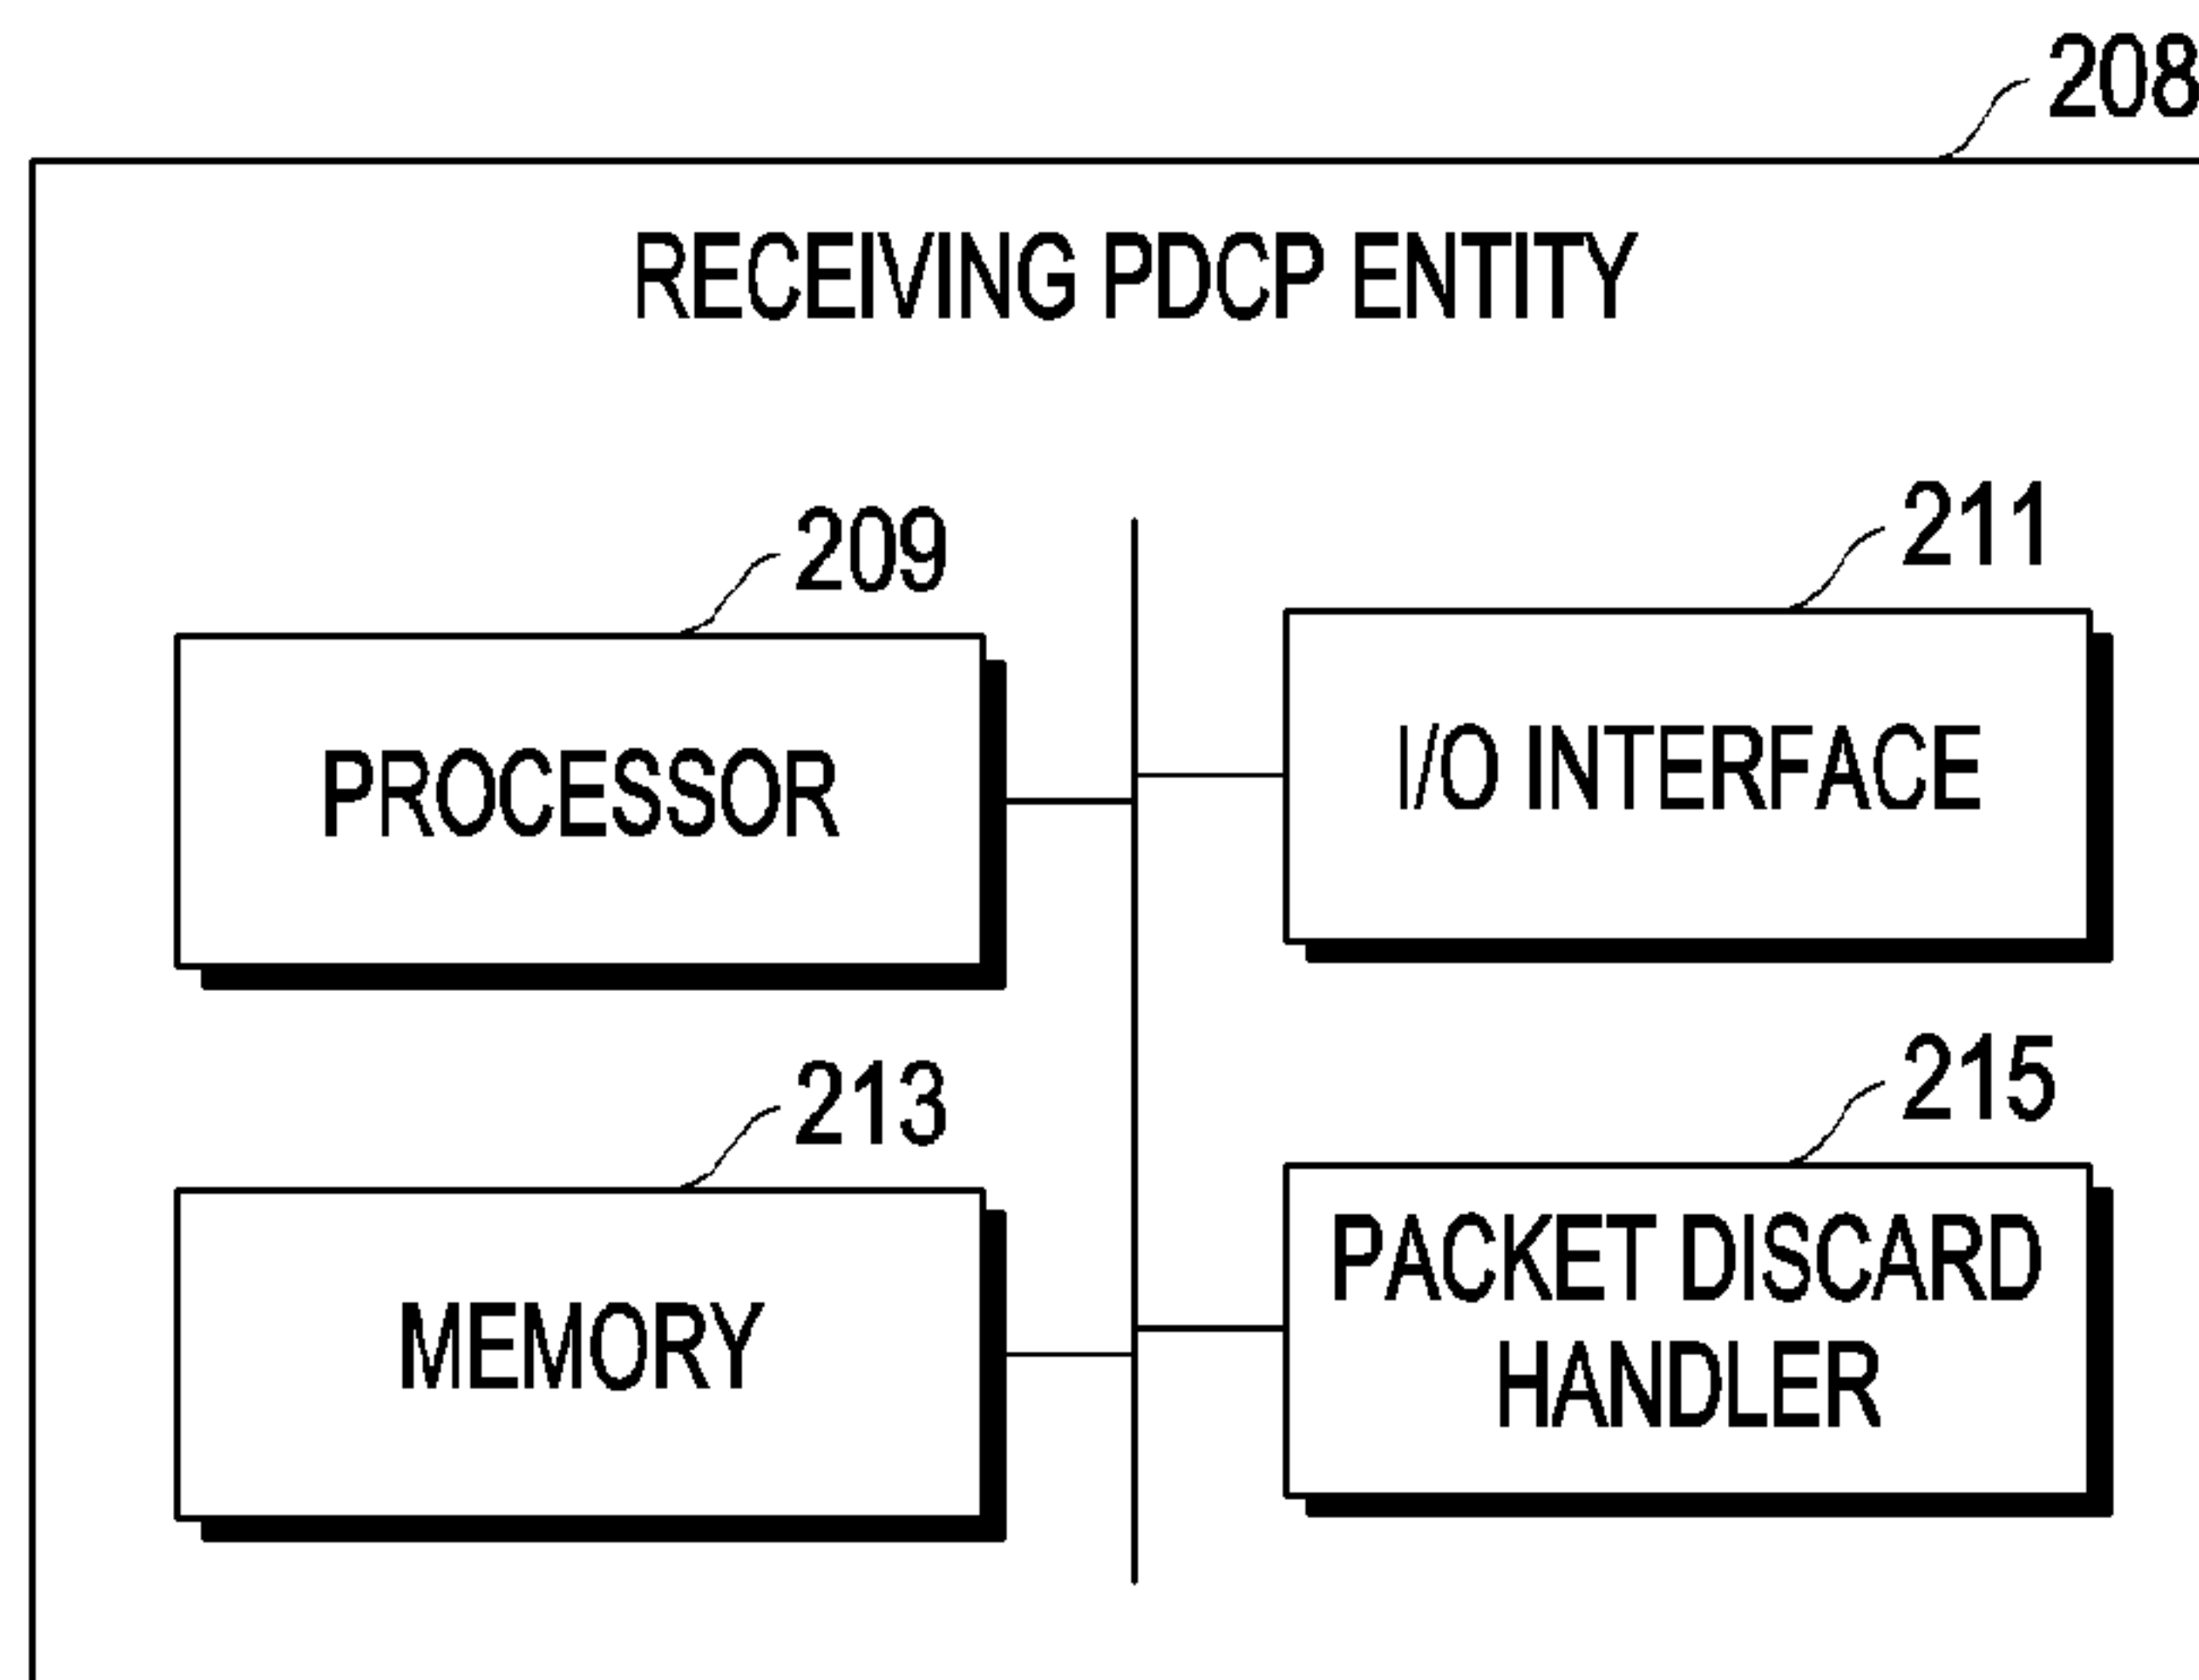 208
RECEIVING PDCP ENTITY
209
211
PROCESSOR
I/O INTERFACE
213
215
MEMORY
PACKET DISCARD
HANDLER